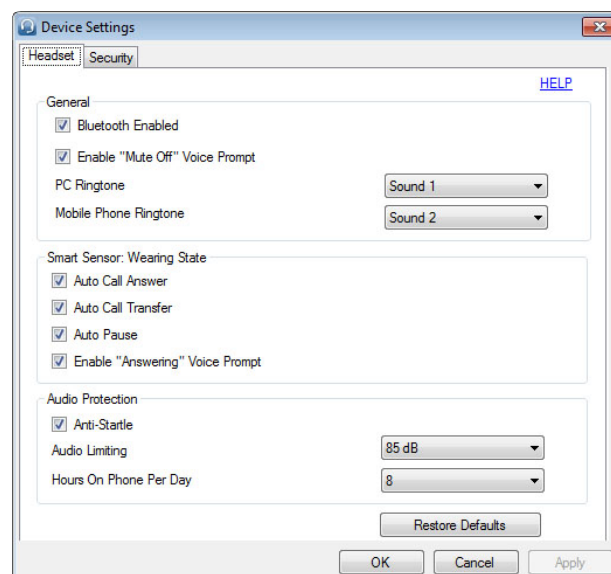 Device Settings
Headset Security
HELP
General
Bluetooth Enabled
Enable "Mute Off" Voice Prompt
PC Ringtone Sound 1
Mobile Phone Ringtone Sound 2
Smart Sensor: Wearing State
Auto Call Answer
Auto Call Transfer
Auto Pause
Enable "Answering" Voice Prompt
Audio Protection
Anti-Startle
Audio Limiting 85 dB
Hours On Phone Per Day 8
Restore Defaults
OK Cancel Apply